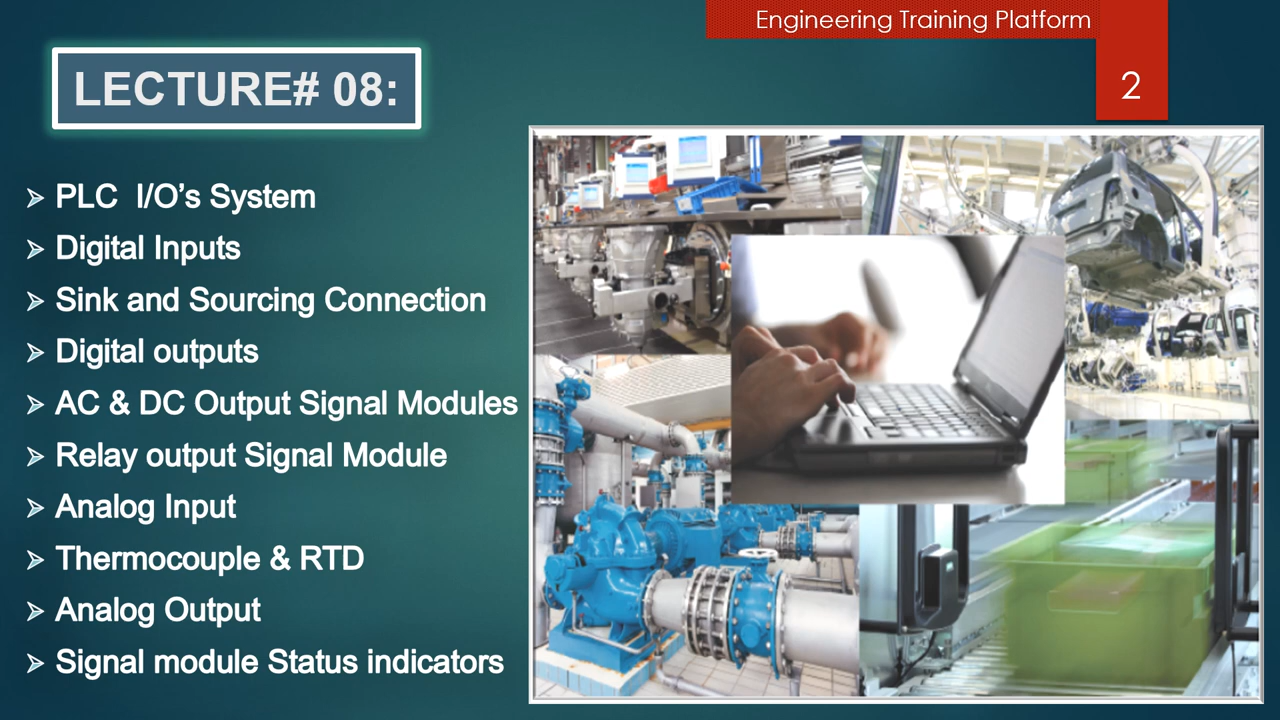 Engineering Training Platform
2
LECTURE# 08:
➢ PLC  I/O’s System
➢ Digital Inputs
➢ Sink and Sourcing Connection
➢ Digital outputs
➢ AC & DC Output Signal Modules
➢ Relay output Signal Module
➢ Analog Input
➢ Thermocouple & RTD
➢ Analog Output
➢ Signal module Status indicators